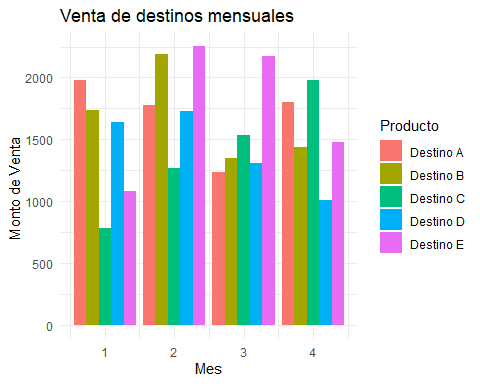 Venta de destinos mensuales
Monto de Venta
2000
1500
1000
500
0
1 2 3 4
Mes
Producto
Destino A
Destino B
Destino C
Destino D
Destino E